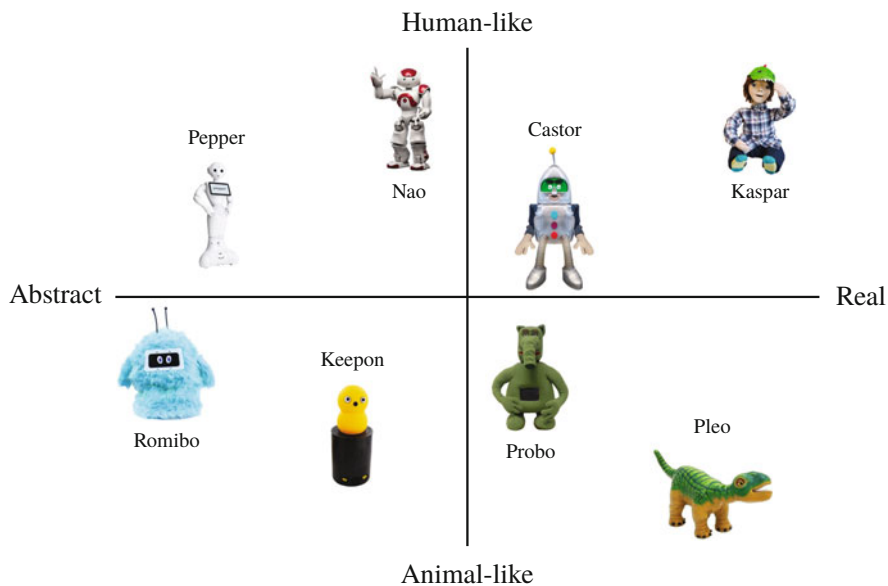 Human-like
Pepper
Castor
Nao
Kaspar
Abstract
Real
Keepon
Romibo
Probo
Pleo
Animal-like